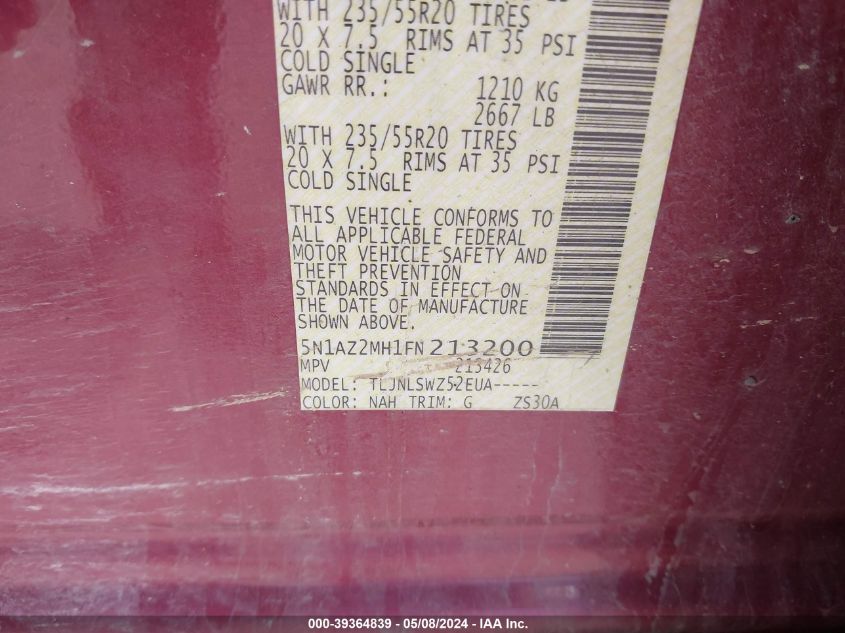 WITH 235/55R20 TIRES
20 X 7.5 RIMS AT 35 PSI
COLD SINGLE
GAWR RR.: 1210 KG
2667 LB
WITH 235/55R20 TIRES
20 X 7.5 RIMS AT 35 PSI
COLD SINGLE
THIS VEHICLE CONFORMS TO
ALL APPLICABLE FEDERAL
MOTOR VEHICLE SAFETY AND
THEFT PREVENTION
STANDARDS IN EFFECT ON
THE DATE OF MANUFACTURE
SHOWN ABOVE.
5N1AZ2MH1FN213200
MPV 213426
MODEL: TLJNLSWZ52EUA-----
COLOR: NAH TRIM: G ZS30A
000-39364839 - 05/08/2024 - IAA Inc.